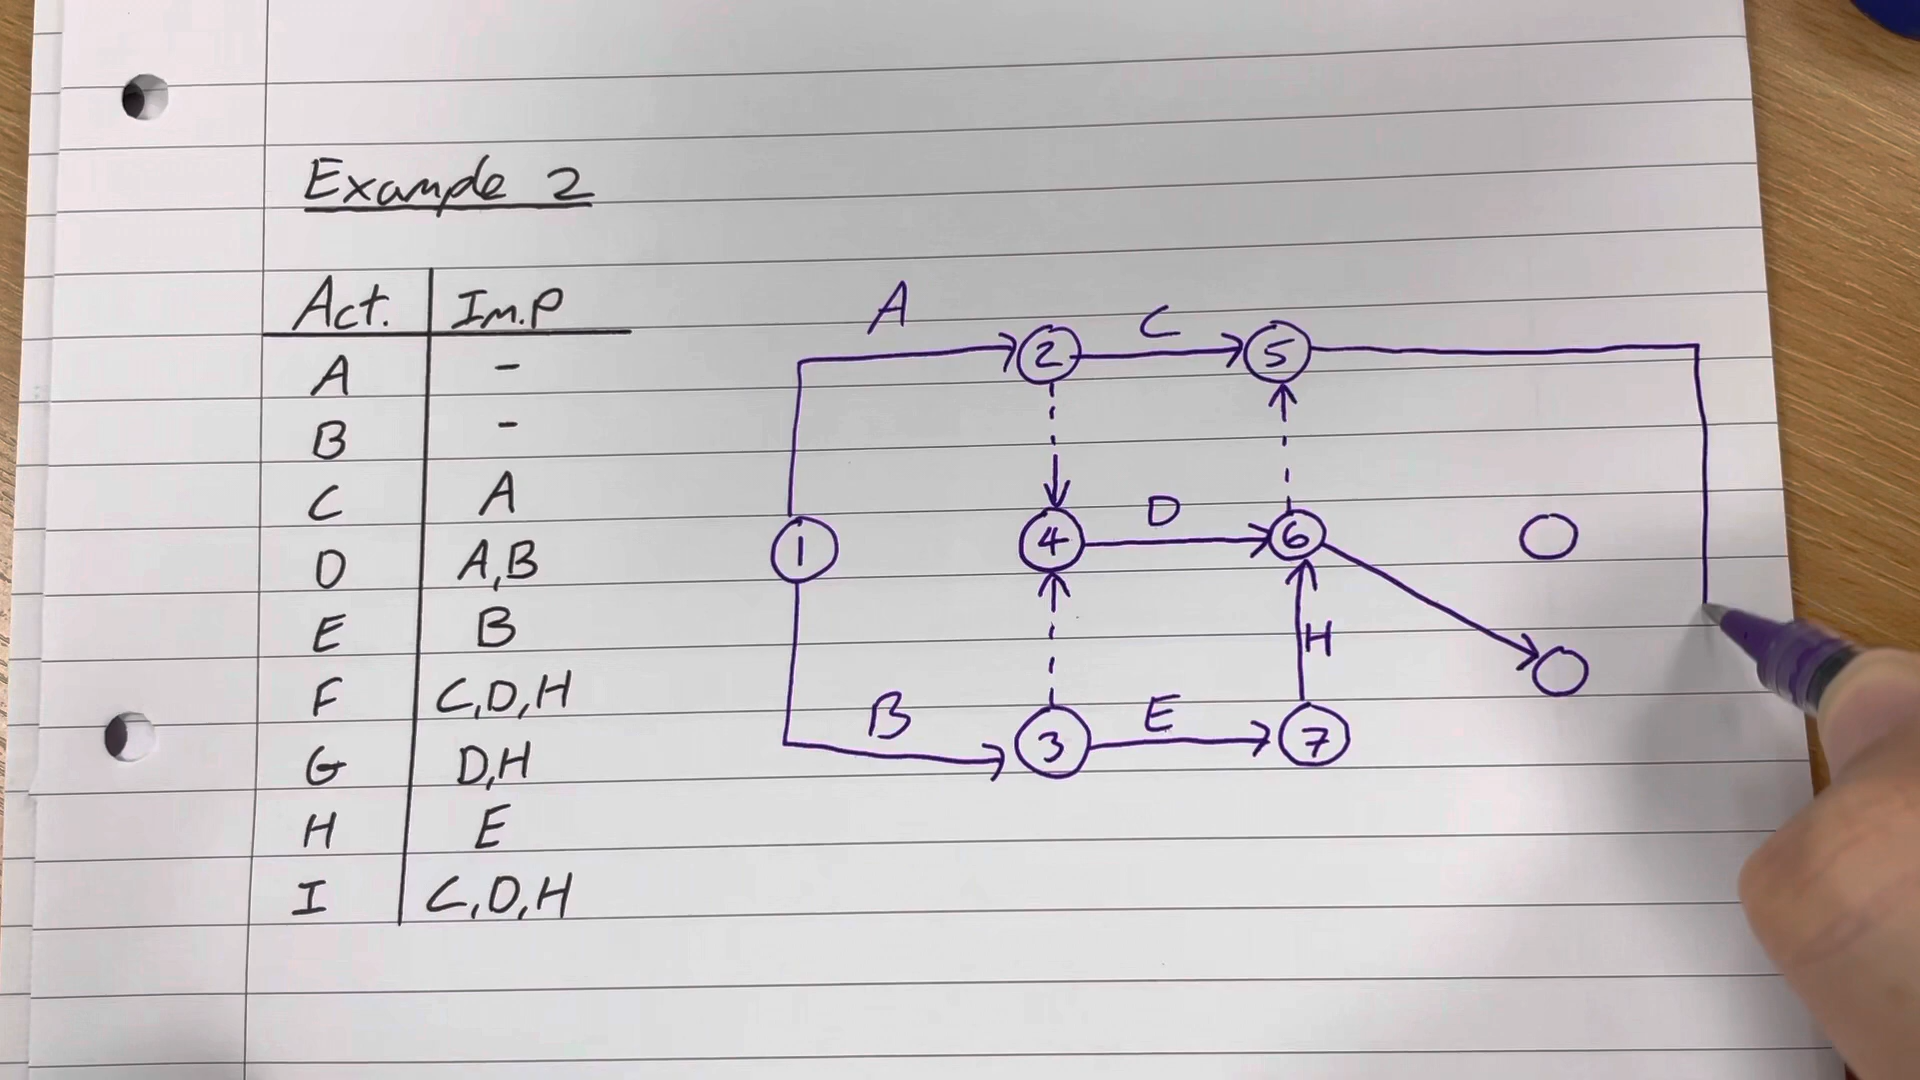 Example 2
Act. Im.P
A -
B -
C A
D A,B
E B
F C,D,H
G D,H
H E
I C,D,H
A C
2 5
D
1 4 6
H
B E
3 7